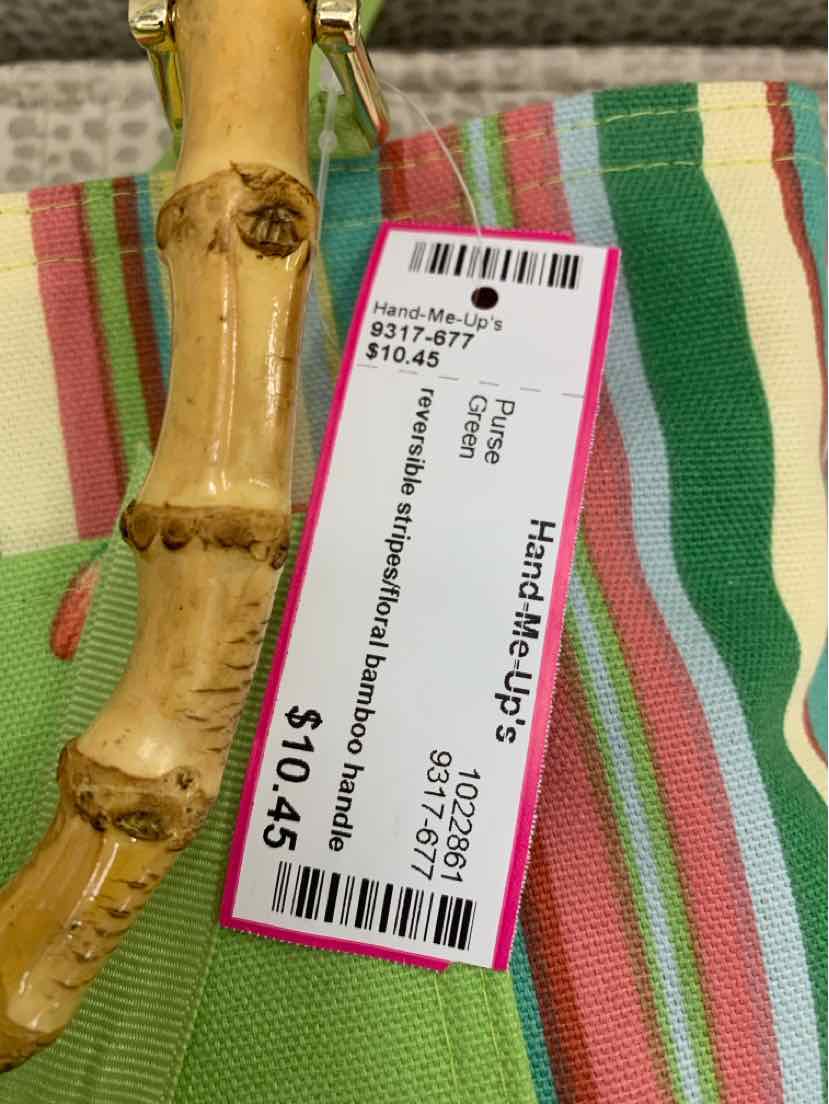 Hand-Me-Up's
9317-677
$10.45
Hand-Me-Up's
Purse
Green
1022861
9317-677
reversible stripes/floral bamboo handle
$10.45